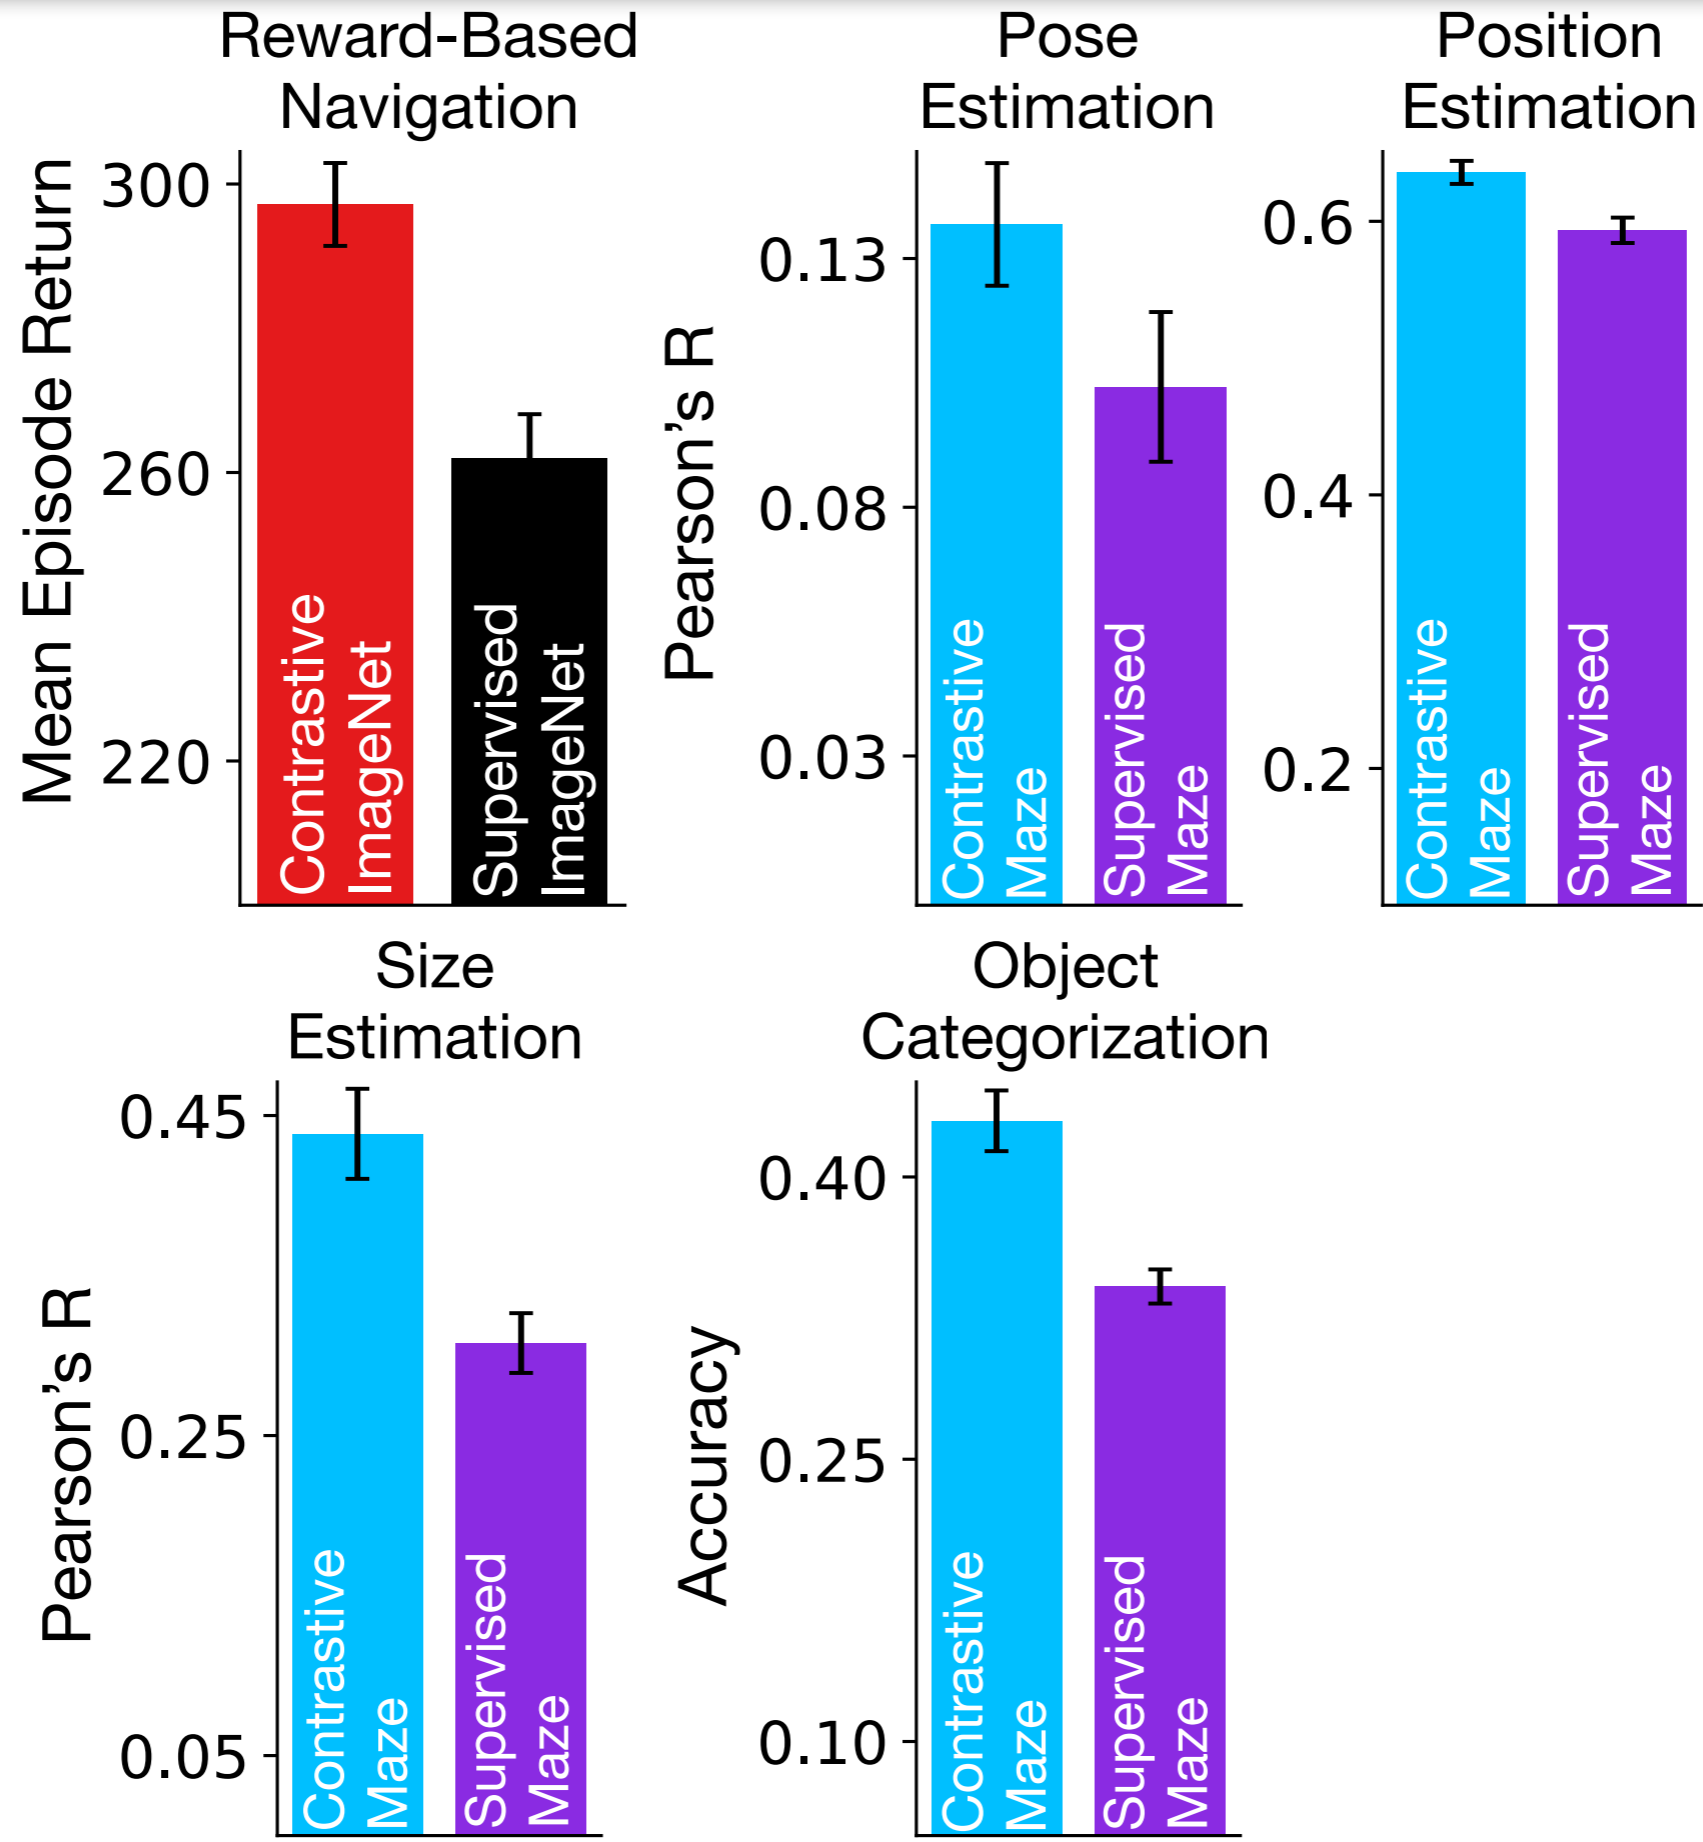 Reward-Based
Navigation
Mean Episode Return
300
260
220
Contrastive
ImageNet
Supervised
ImageNet
Pose
Estimation
Pearson’s R
0.13
0.08
0.03
Contrastive
Maze
Supervised
Maze
Position
Estimation
0.6
0.4
0.2
Contrastive
Maze
Supervised
Maze
Size
Estimation
Pearson’s R
0.45
0.25
0.05
Contrastive
Maze
Supervised
Maze
Object
Categorization
Accuracy
0.40
0.25
0.10
Contrastive
Maze
Supervised
Maze